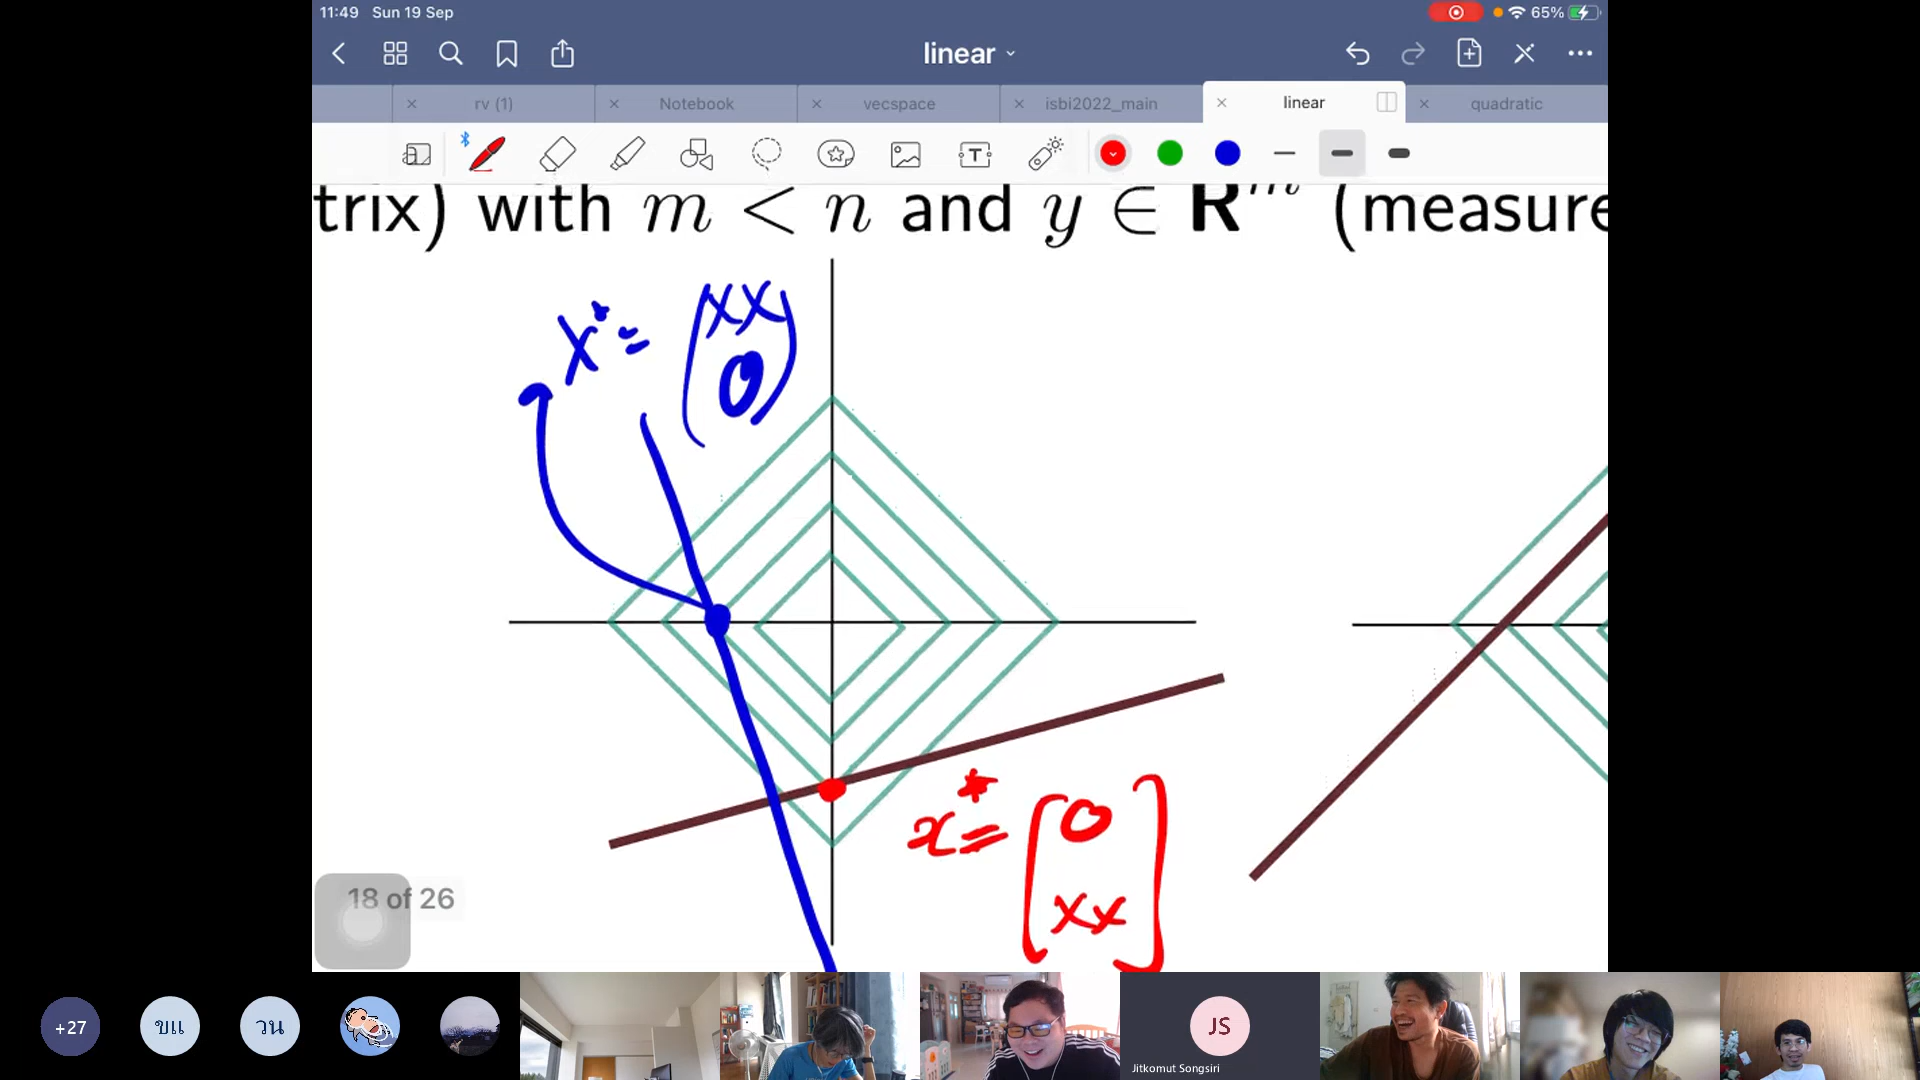 11:49 Sun 19 Sep 65%
linear
rv (1) Notebook vecspace isbi2022_main linear quadratic
trix) with m < n and y ∈ R^m (measure
x* = (xx
0)
x* = [0
xx]
18 of 26
+27 ขแ วน JS
Jitkomut Songsiri